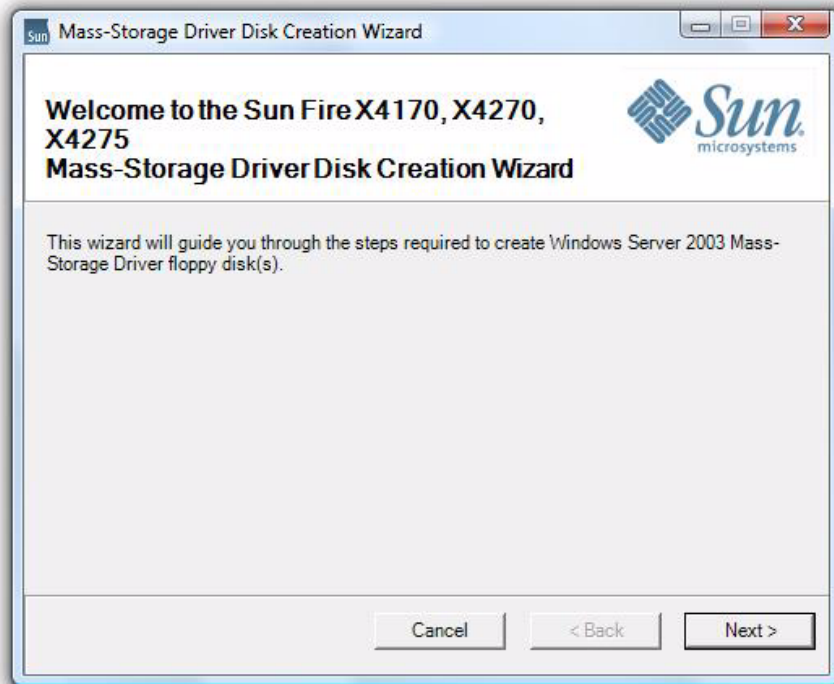 Sun Mass-Storage Driver Disk Creation Wizard
Welcome to the Sun Fire X4170, X4270,
X4275
Mass-Storage Driver Disk Creation Wizard
Sun
microsystems
This wizard will guide you through the steps required to create Windows Server 2003 Mass-
Storage Driver floppy disk(s).
Cancel < Back Next >